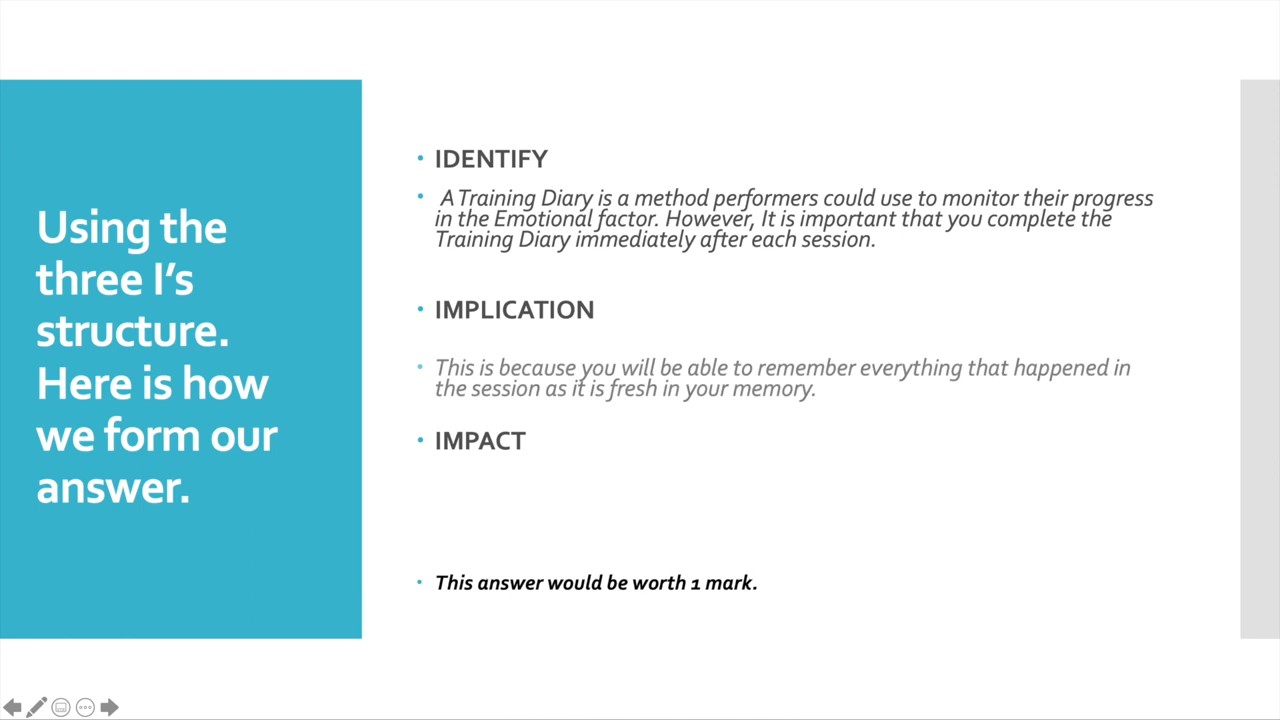 Using the
three I's
structure.
Here is how
we form our
answer.
• IDENTIFY
• A Training Diary is a method performers could use to monitor their progress
in the Emotional factor. However, It is important that you complete the
Training Diary immediately after each session.
• IMPLICATION
• This is because you will be able to remember everything that happened in
the session as it is fresh in your memory.
• IMPACT
• This answer would be worth 1 mark.